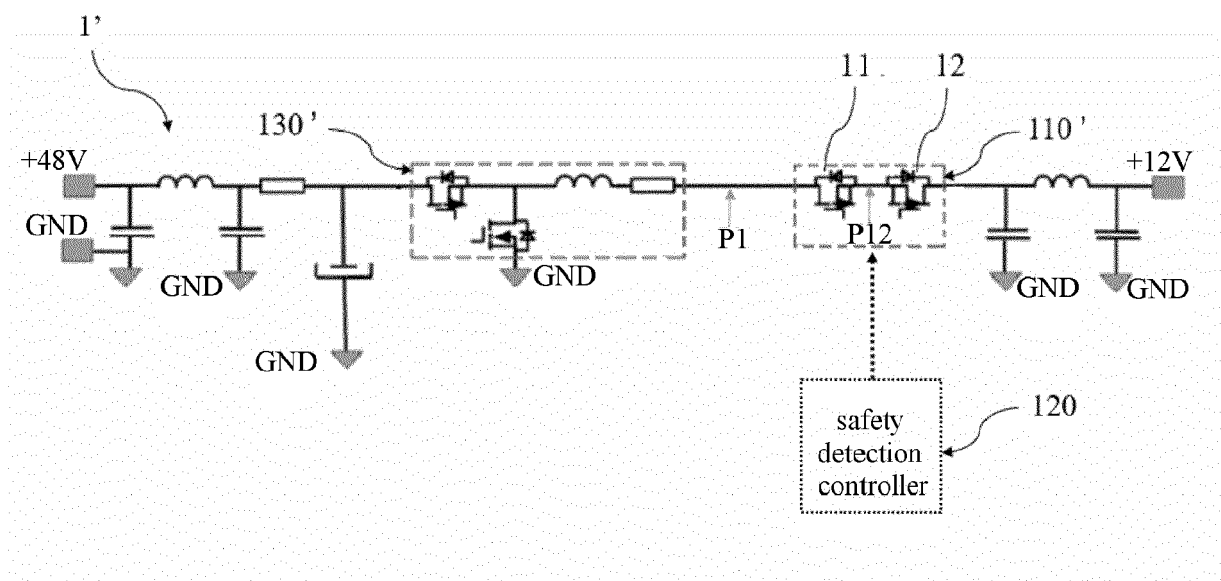 1'
11
12
130'
110'
+48V
+12V
GND
P1
P12
GND
GND
GND
GND
GND
safety
detection
controller
120